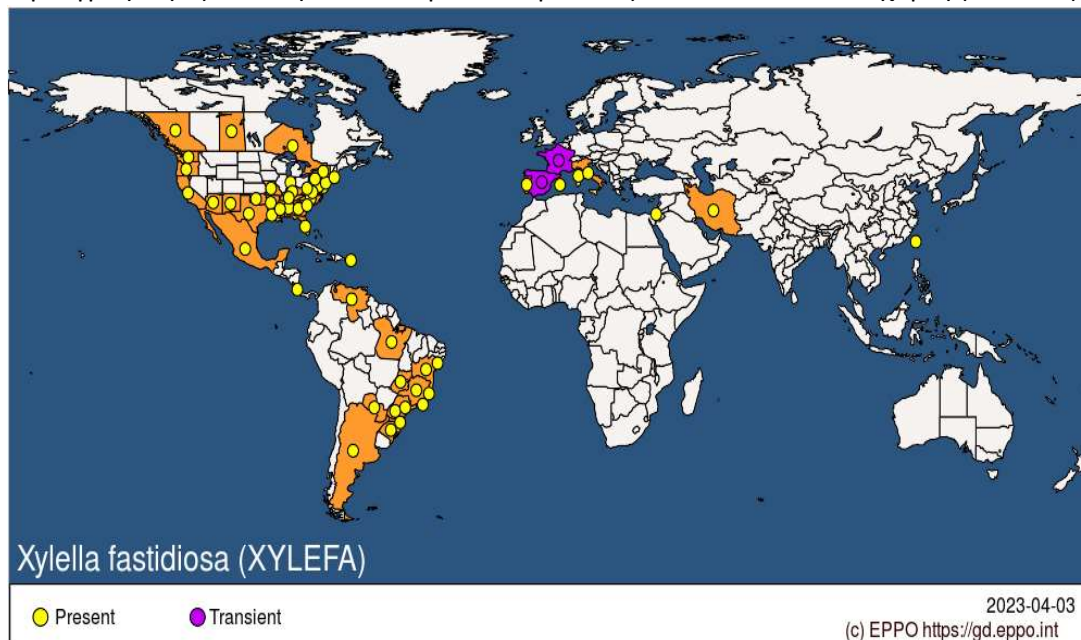 Xylella fastidiosa (XYLEFA)
Present
Transient
2023-04-03
(c) EPPO https://gd.eppo.int